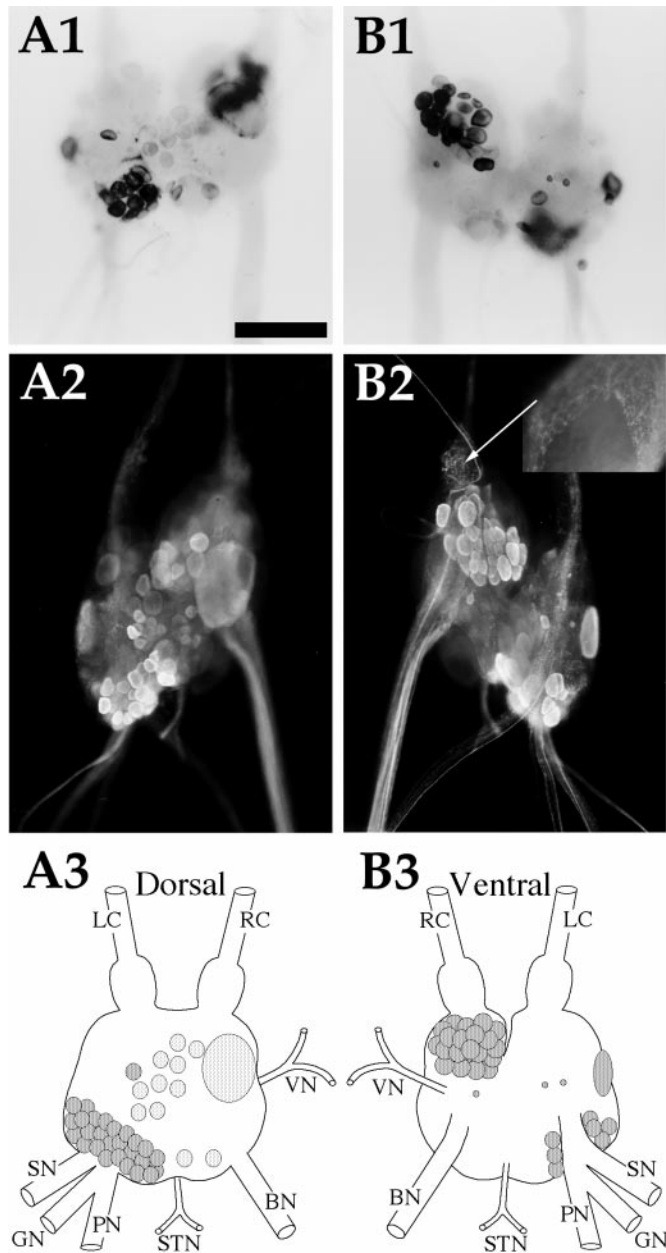 A1 B1
A2 B2
A3 Dorsal B3 Ventral
LC RC RC LC
VN VN
SN BN BN SN
GN PN STN STN PN GN